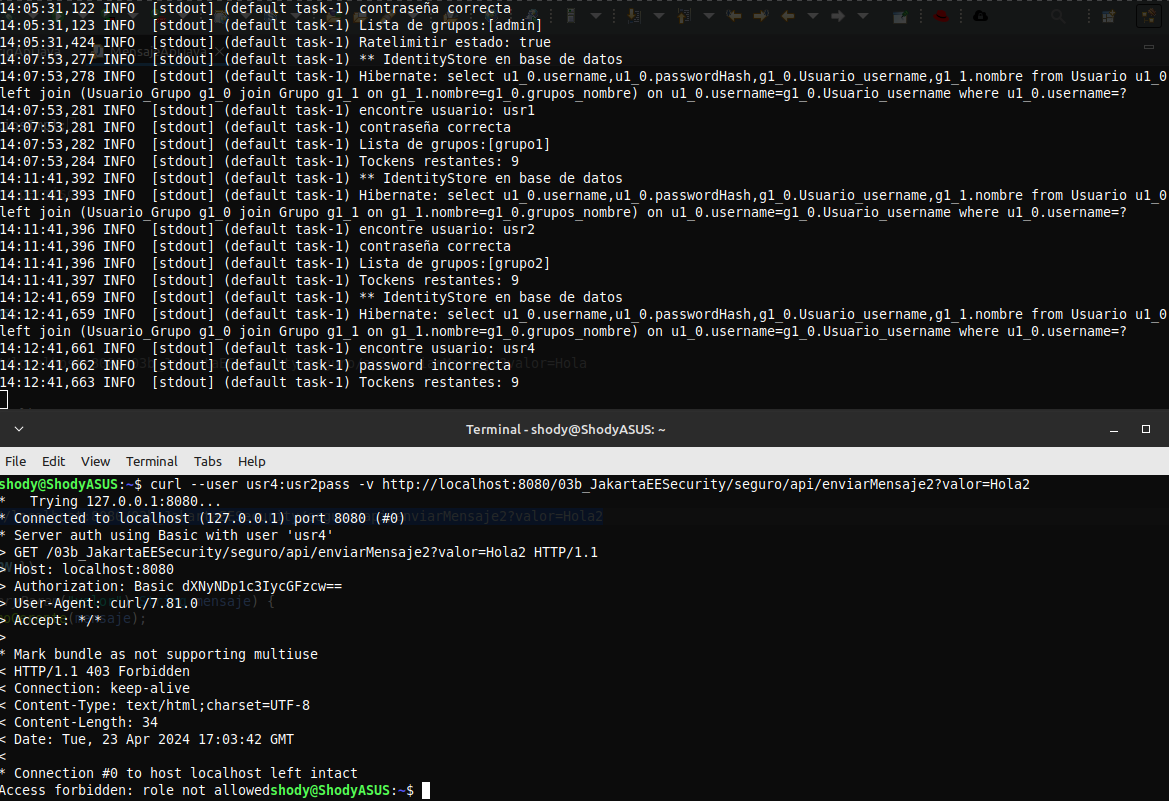 14:05:31,122 INFO  [stdout] (default task-1) contraseña correcta
14:05:31,123 INFO  [stdout] (default task-1) Lista de grupos:[admin]
14:05:31,424 INFO  [stdout] (default task-1) Ratelimitir estado: true
14:07:53,277 INFO  [stdout] (default task-1) ** IdentityStore en base de datos
14:07:53,278 INFO  [stdout] (default task-1) Hibernate: select u1_0.username,u1_0.passwordHash,g1_0.Usuario_username,g1_1.nombre from Usuario u1_0
left join (Usuario_Grupo g1_0 join Grupo g1_1 on g1_1.nombre=g1_0.grupos_nombre) on u1_0.username=g1_0.Usuario_username where u1_0.username=?
14:07:53,281 INFO  [stdout] (default task-1) encontre usuario: usr1
14:07:53,281 INFO  [stdout] (default task-1) contraseña correcta
14:07:53,282 INFO  [stdout] (default task-1) Lista de grupos:[grupo1]
14:07:53,284 INFO  [stdout] (default task-1) Tockens restantes: 9
14:11:41,392 INFO  [stdout] (default task-1) ** IdentityStore en base de datos
14:11:41,393 INFO  [stdout] (default task-1) Hibernate: select u1_0.username,u1_0.passwordHash,g1_0.Usuario_username,g1_1.nombre from Usuario u1_0
left join (Usuario_Grupo g1_0 join Grupo g1_1 on g1_1.nombre=g1_0.grupos_nombre) on u1_0.username=g1_0.Usuario_username where u1_0.username=?
14:11:41,396 INFO  [stdout] (default task-1) encontre usuario: usr2
14:11:41,396 INFO  [stdout] (default task-1) contraseña correcta
14:11:41,396 INFO  [stdout] (default task-1) Lista de grupos:[grupo2]
14:11:41,397 INFO  [stdout] (default task-1) Tockens restantes: 9
14:12:41,659 INFO  [stdout] (default task-1) ** IdentityStore en base de datos
14:12:41,659 INFO  [stdout] (default task-1) Hibernate: select u1_0.username,u1_0.passwordHash,g1_0.Usuario_username,g1_1.nombre from Usuario u1_0
left join (Usuario_Grupo g1_0 join Grupo g1_1 on g1_1.nombre=g1_0.grupos_nombre) on u1_0.username=g1_0.Usuario_username where u1_0.username=?
14:12:41,661 INFO  [stdout] (default task-1) encontre usuario: usr4
14:12:41,662 INFO  [stdout] (default task-1) password incorrecta
14:12:41,663 INFO  [stdout] (default task-1) Tockens restantes: 9
Terminal - shody@ShodyASUS: ~
File Edit View Terminal Tabs Help
shody@ShodyASUS:~$ curl --user usr4:usr2pass -v http://localhost:8080/03b_JakartaEESecurity/seguro/api/enviarMensaje2?valor=Hola2
*   Trying 127.0.0.1:8080...
* Connected to localhost (127.0.0.1) port 8080 (#0)
* Server auth using Basic with user 'usr4'
> GET /03b_JakartaEESecurity/seguro/api/enviarMensaje2?valor=Hola2 HTTP/1.1
> Host: localhost:8080
> Authorization: Basic dXNyNDp1c3IycGFzcw==
> User-Agent: curl/7.81.0
> Accept: */*
>
* Mark bundle as not supporting multiuse
< HTTP/1.1 403 Forbidden
< Connection: keep-alive
< Content-Type: text/html;charset=UTF-8
< Content-Length: 34
< Date: Tue, 23 Apr 2024 17:03:42 GMT
<
* Connection #0 to host localhost left intact
Access forbidden: role not allowedshody@ShodyASUS:~$